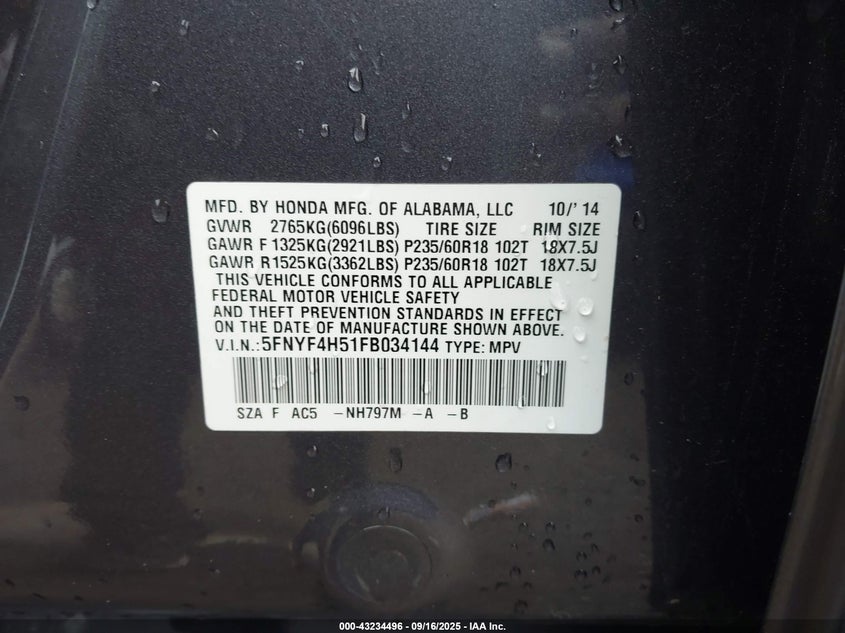 MFD. BY HONDA MFG. OF ALABAMA, LLC 10/' 14
GVWR 2765KG(6096LBS) TIRE SIZE RIM SIZE
GAWR F 1325KG(2921LBS) P235/60R18 102T 18X7.5J
GAWR R1525KG(3362LBS) P235/60R18 102T 18X7.5J
THIS VEHICLE CONFORMS TO ALL APPLICABLE
FEDERAL MOTOR VEHICLE SAFETY
AND THEFT PREVENTION STANDARDS IN EFFECT
ON THE DATE OF MANUFACTURE SHOWN ABOVE.
V.I.N.:5FNYF4H51FB034144 TYPE: MPV
SZA F AC5 -NH797M -A -B
000-43234496 - 09/16/2025 - IAA Inc.